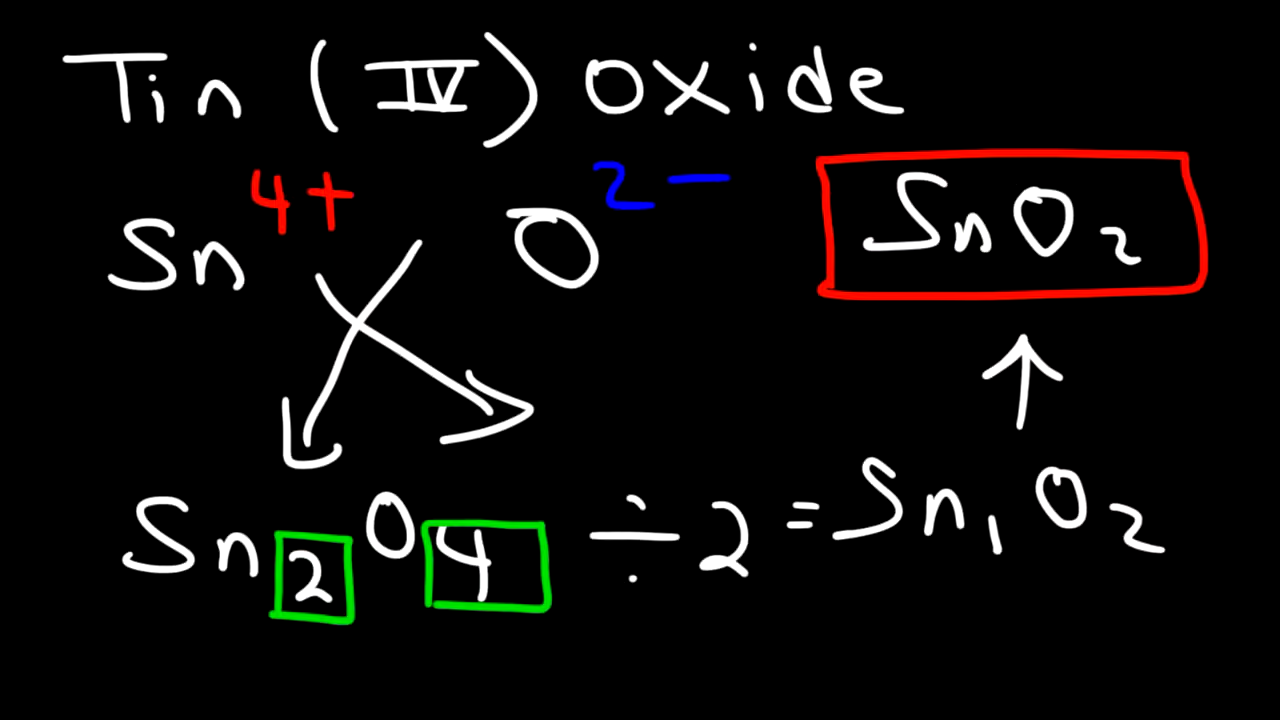 Tin (IV) oxide
Sn⁴⁺ O²⁻
SnO₂
Sn₂O₄ ÷ 2 = Sn₁O₂